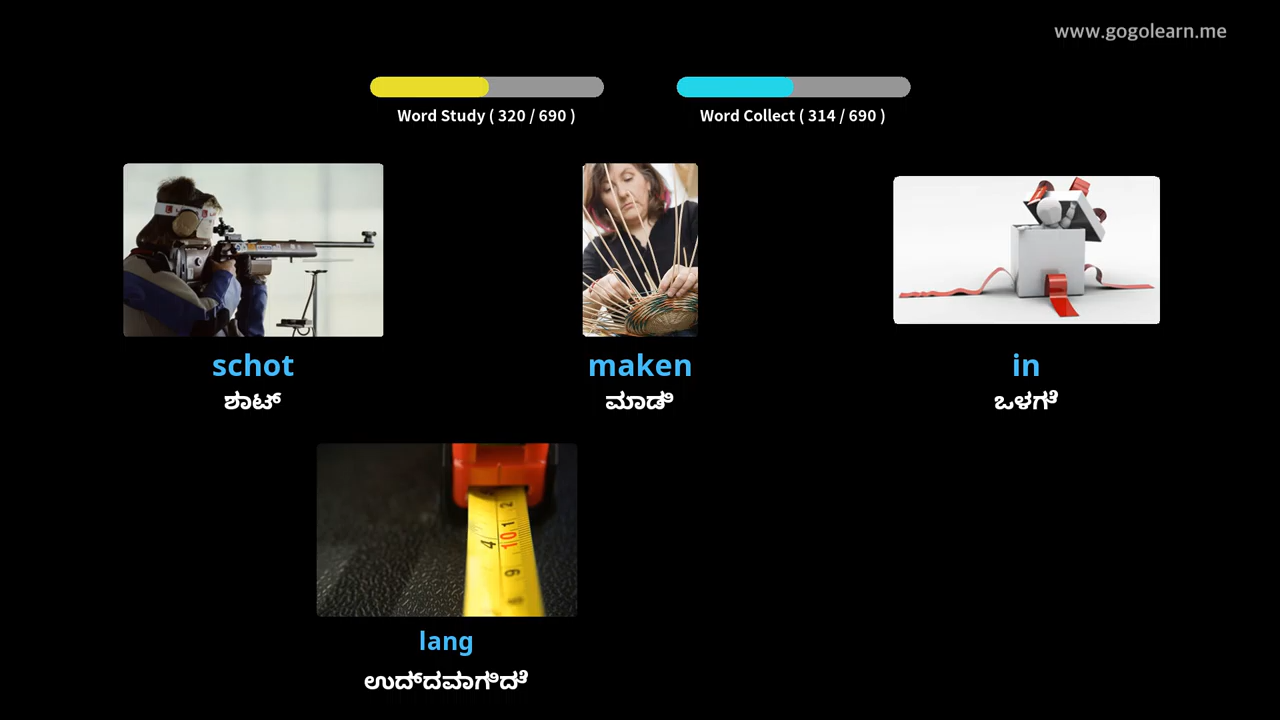 www.gogolearn.me
Word Study ( 320 / 690 )
Word Collect ( 314 / 690 )
schot
maken
in
ಶಾಟ್
ಮಾಡಿ
ಒಳಗೆ
lang
ಉದ್ದವಾಗಿದೆ